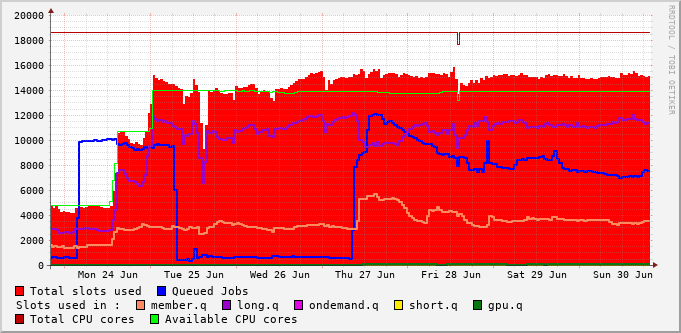 RRDTOOL / TOBI OETIKER
20000
18000
16000
14000
12000
10000
8000
6000
4000
2000
0
Mon 24 Jun Tue 25 Jun Wed 26 Jun Thu 27 Jun Fri 28 Jun Sat 29 Jun Sun 30 Jun
Total slots used Queued Jobs
Slots used in : member.q long.q ondemand.q short.q gpu.q
Total CPU cores Available CPU cores